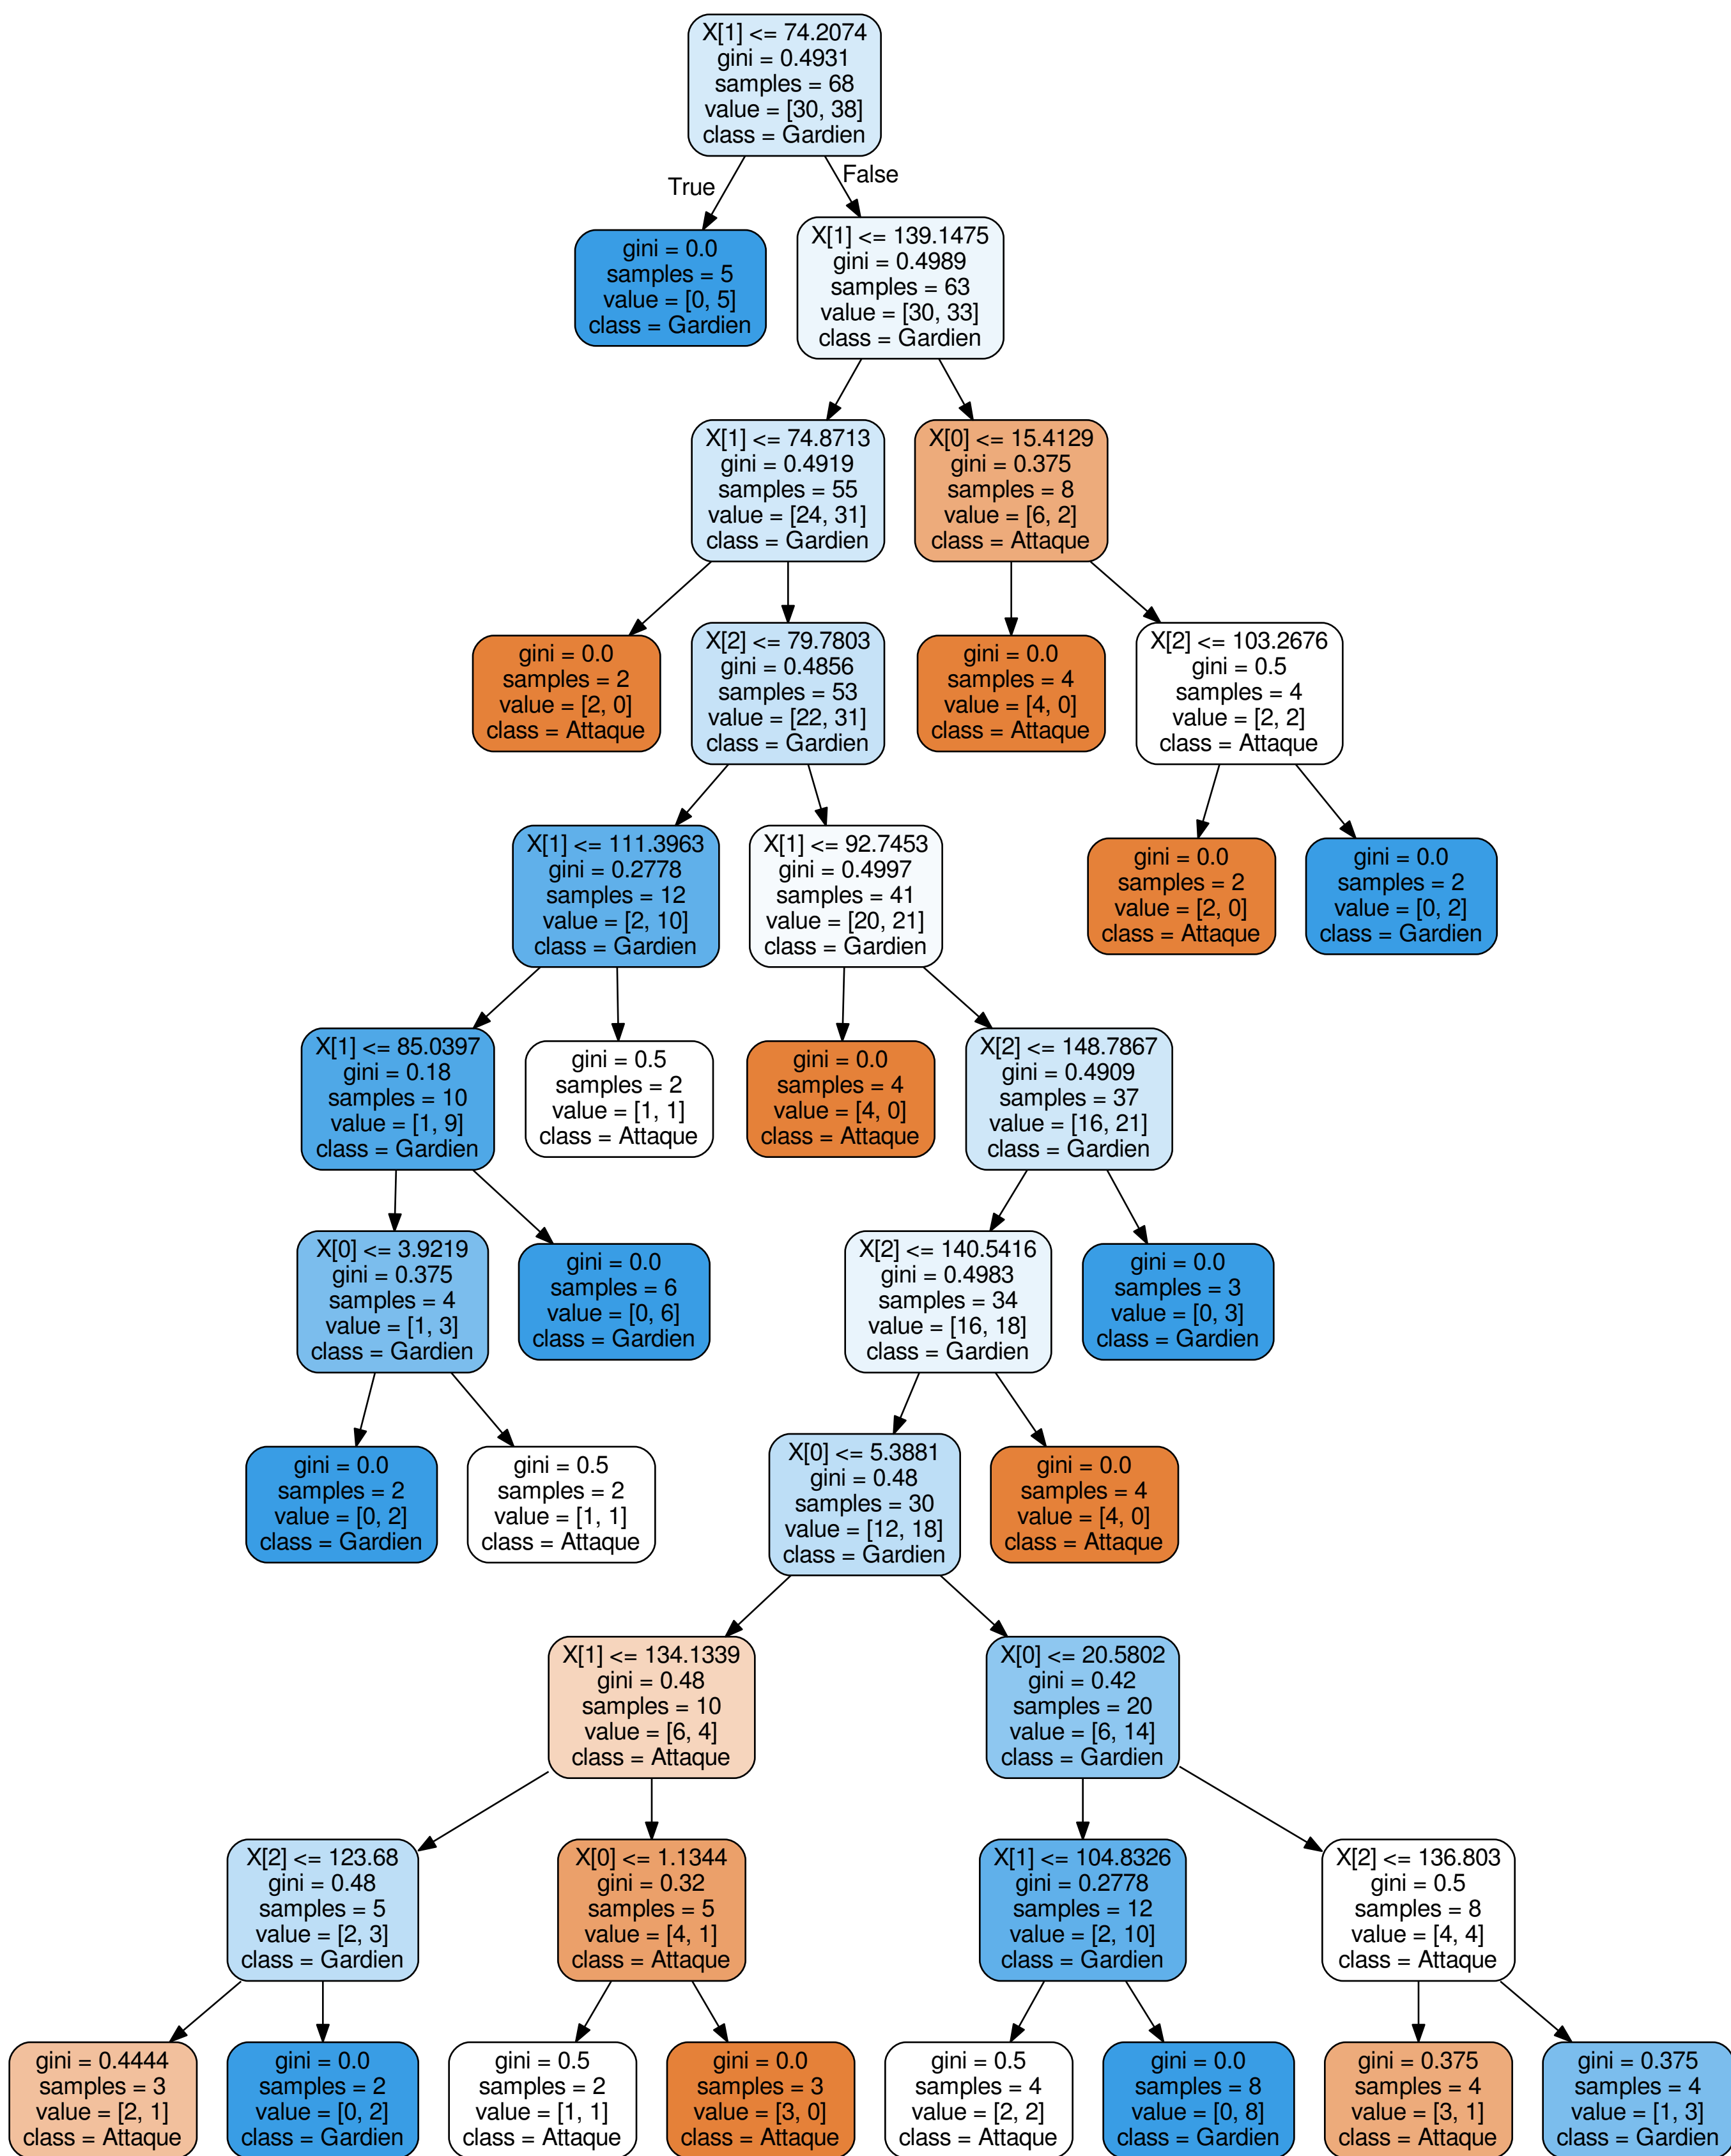 X[1] <= 74.2074
gini = 0.4931
samples = 68
value = [30, 38]
class = Gardien
True
False
gini = 0.0
samples = 5
value = [0, 5]
class = Gardien
X[1] <= 139.1475
gini = 0.4989
samples = 63
value = [30, 33]
class = Gardien
X[1] <= 74.8713
gini = 0.4919
samples = 55
value = [24, 31]
class = Gardien
X[0] <= 15.4129
gini = 0.375
samples = 8
value = [6, 2]
class = Attaque
gini = 0.0
samples = 2
value = [2, 0]
class = Attaque
X[2] <= 79.7803
gini = 0.4856
samples = 53
value = [22, 31]
class = Gardien
gini = 0.0
samples = 4
value = [4, 0]
class = Attaque
X[2] <= 103.2676
gini = 0.5
samples = 4
value = [2, 2]
class = Attaque
X[1] <= 111.3963
gini = 0.2778
samples = 12
value = [2, 10]
class = Gardien
X[1] <= 92.7453
gini = 0.4997
samples = 41
value = [20, 21]
class = Gardien
gini = 0.0
samples = 2
value = [2, 0]
class = Attaque
gini = 0.0
samples = 2
value = [0, 2]
class = Gardien
X[1] <= 85.0397
gini = 0.18
samples = 10
value = [1, 9]
class = Gardien
gini = 0.5
samples = 2
value = [1, 1]
class = Attaque
gini = 0.0
samples = 4
value = [4, 0]
class = Attaque
X[2] <= 148.7867
gini = 0.4909
samples = 37
value = [16, 21]
class = Gardien
X[0] <= 3.9219
gini = 0.375
samples = 4
value = [1, 3]
class = Gardien
gini = 0.0
samples = 6
value = [0, 6]
class = Gardien
X[2] <= 140.5416
gini = 0.4983
samples = 34
value = [16, 18]
class = Gardien
gini = 0.0
samples = 3
value = [0, 3]
class = Gardien
gini = 0.0
samples = 2
value = [0, 2]
class = Gardien
gini = 0.5
samples = 2
value = [1, 1]
class = Attaque
X[0] <= 5.3881
gini = 0.48
samples = 30
value = [12, 18]
class = Gardien
gini = 0.0
samples = 4
value = [4, 0]
class = Attaque
X[1] <= 134.1339
gini = 0.48
samples = 10
value = [6, 4]
class = Attaque
X[0] <= 20.5802
gini = 0.42
samples = 20
value = [6, 14]
class = Gardien
X[2] <= 123.68
gini = 0.48
samples = 5
value = [2, 3]
class = Gardien
X[0] <= 1.1344
gini = 0.32
samples = 5
value = [4, 1]
class = Attaque
X[1] <= 104.8326
gini = 0.2778
samples = 12
value = [2, 10]
class = Gardien
X[2] <= 136.803
gini = 0.5
samples = 8
value = [4, 4]
class = Attaque
gini = 0.4444
samples = 3
value = [2, 1]
class = Attaque
gini = 0.0
samples = 2
value = [0, 2]
class = Gardien
gini = 0.5
samples = 2
value = [1, 1]
class = Attaque
gini = 0.0
samples = 3
value = [3, 0]
class = Attaque
gini = 0.5
samples = 4
value = [2, 2]
class = Attaque
gini = 0.0
samples = 8
value = [0, 8]
class = Gardien
gini = 0.375
samples = 4
value = [3, 1]
class = Attaque
gini = 0.375
samples = 4
value = [1, 3]
class = Gardien